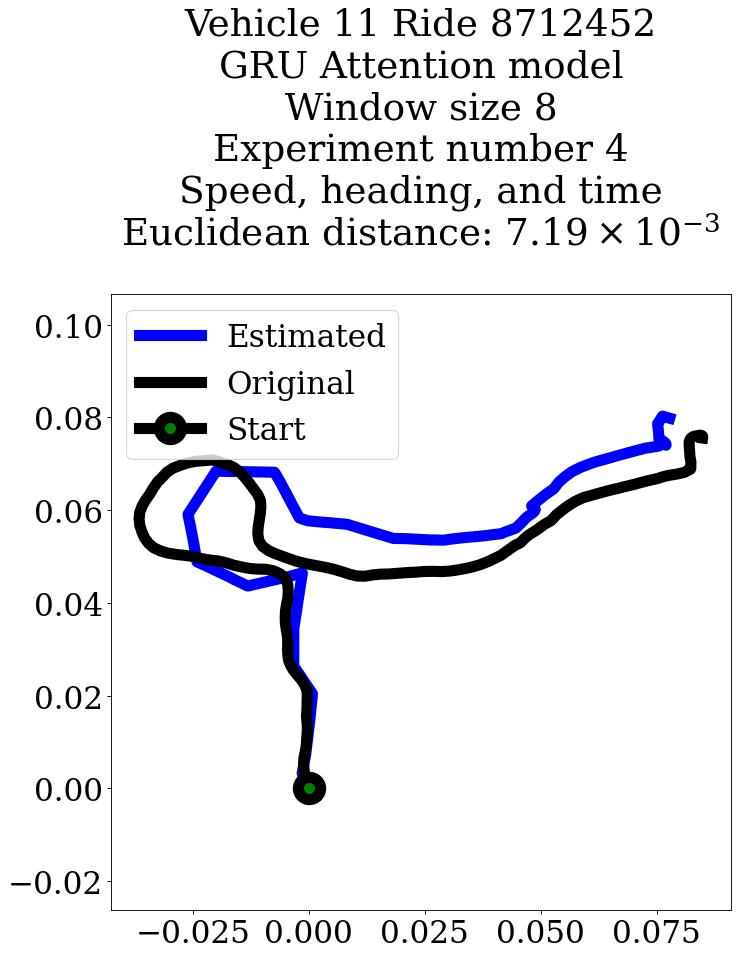 Vehicle 11 Ride 8712452
GRU Attention model
Window size 8
Experiment number 4
Speed, heading, and time
Euclidean distance: 7.19 × 10⁻³
Estimated
Original
Start
0.10
0.08
0.06
0.04
0.02
0.00
−0.02
−0.025 0.000 0.025 0.050 0.075